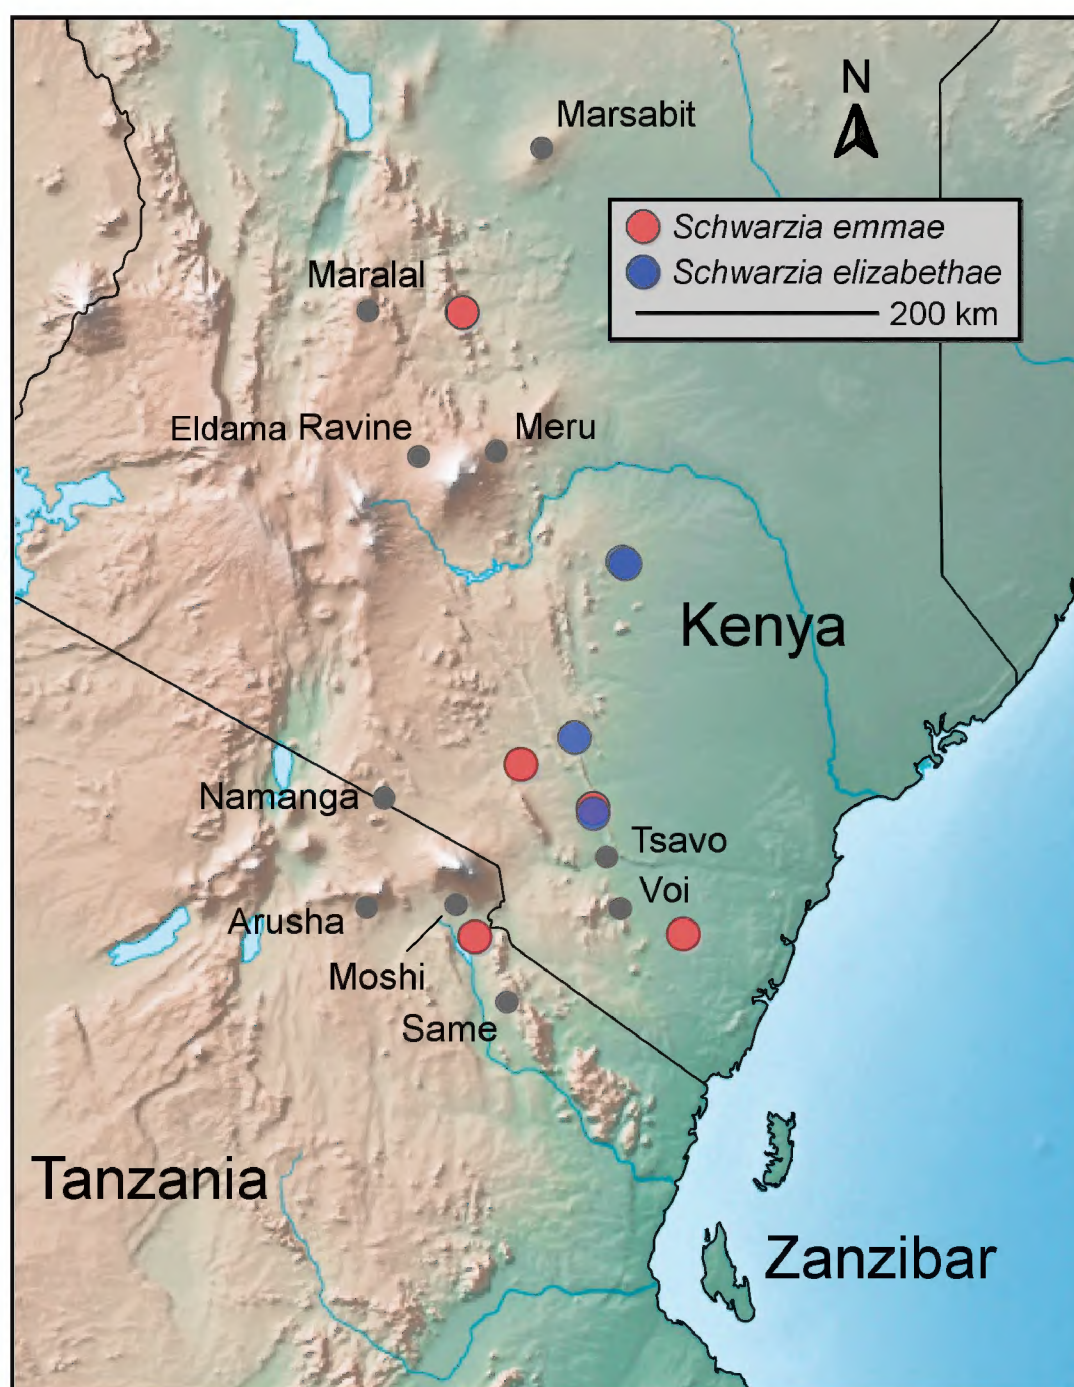 N
Marsabit
Schwarzia emmae
Schwarzia elizabethae
200 km
Maralal
Eldama Ravine
Meru
Kenya
Namanga
Tsavo
Voi
Arusha
Moshi
Same
Tanzania
Zanzibar